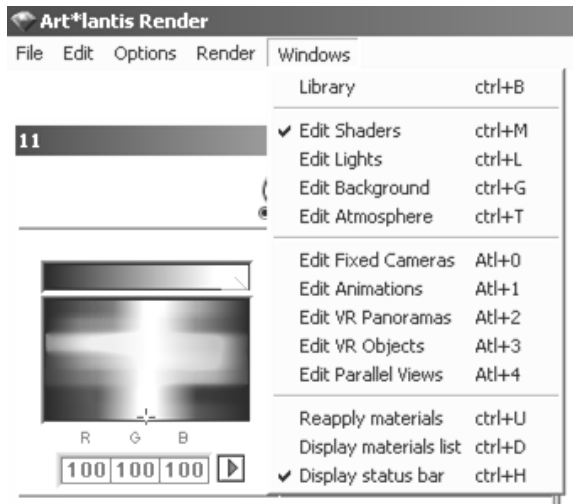 Art*lantis Render
File Edit Options Render Windows
Library ctrl+B
11
Edit Shaders ctrl+M
Edit Lights ctrl+L
Edit Background ctrl+G
Edit Atmosphere ctrl+T
Edit Fixed Cameras Atl+0
Edit Animations Atl+1
Edit VR Panoramas Atl+2
Edit VR Objects Atl+3
Edit Parallel Views Atl+4
Reapply materials ctrl+U
Display materials list ctrl+D
Display status bar ctrl+H
R G B
100 100 100